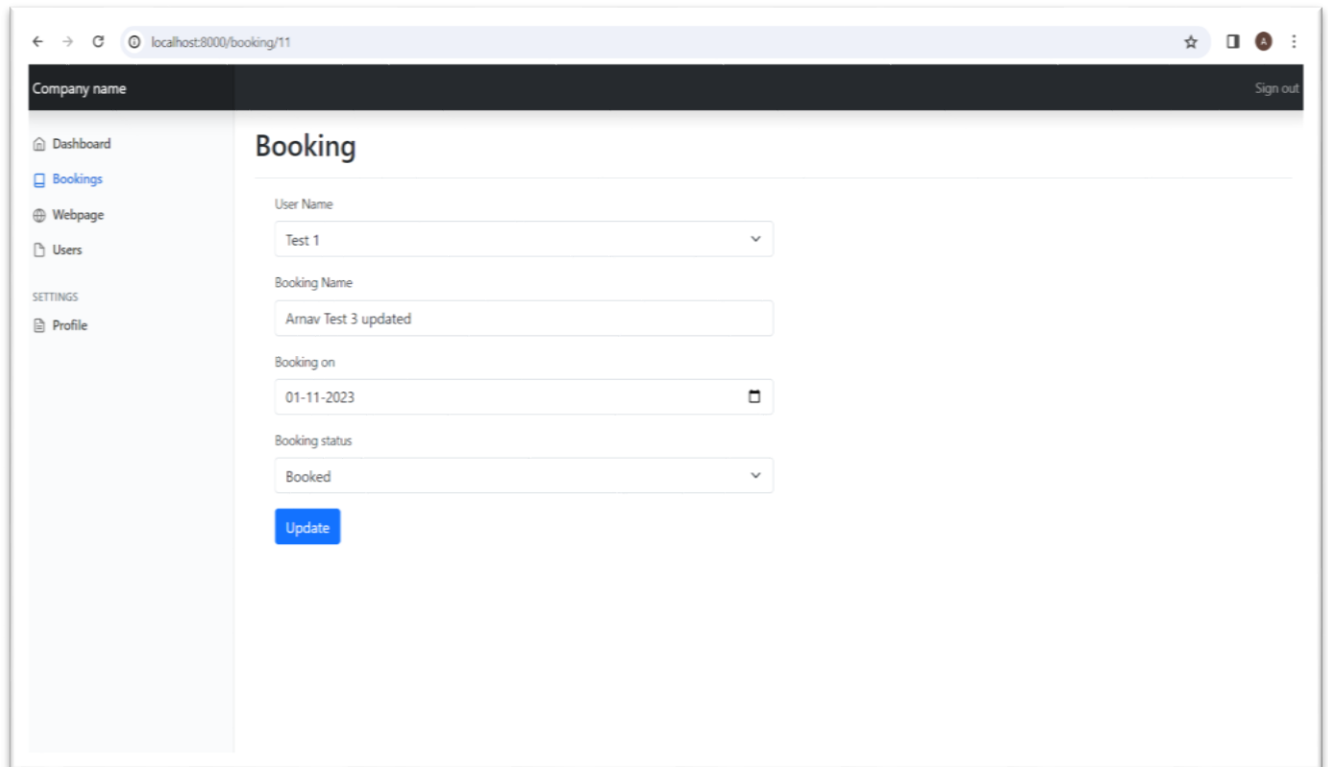 localhost:8000/booking/11
A
Company name
Sign out
Dashboard
Bookings
Webpage
Users
SETTINGS
Profile
Booking
User Name
Test 1
Booking Name
Arnav Test 3 updated
Booking on
01-11-2023
Booking status
Booked
Update